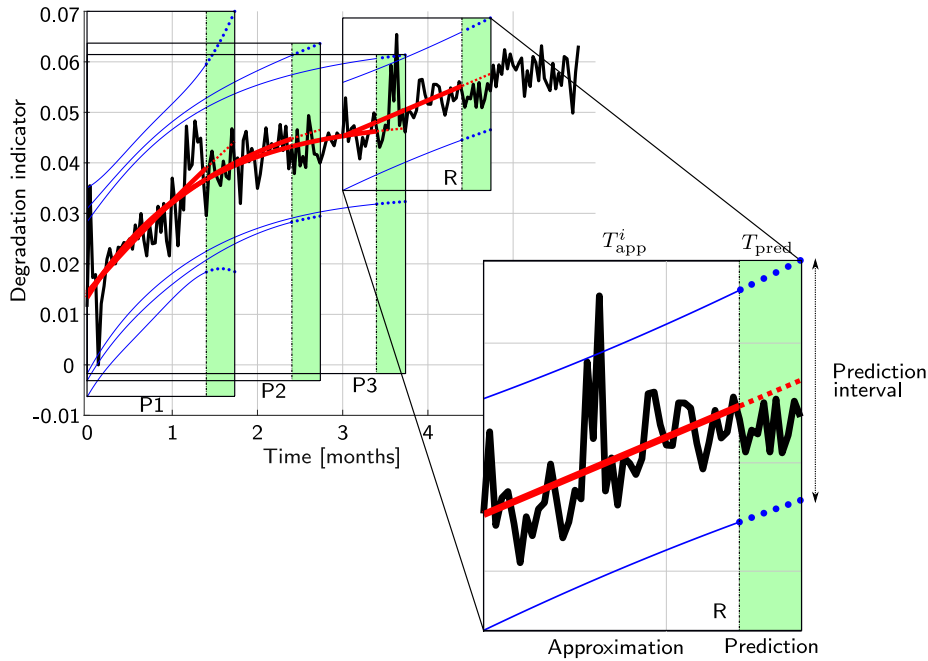 0.07
0.06
0.05
0.04
0.03
0.02
0.01
0
-0.01
Degradation indicator
0
1
2
3
4
Time [months]
P1
P2
P3
R
T^i_app
T_pred
Prediction
interval
R
Approximation
Prediction